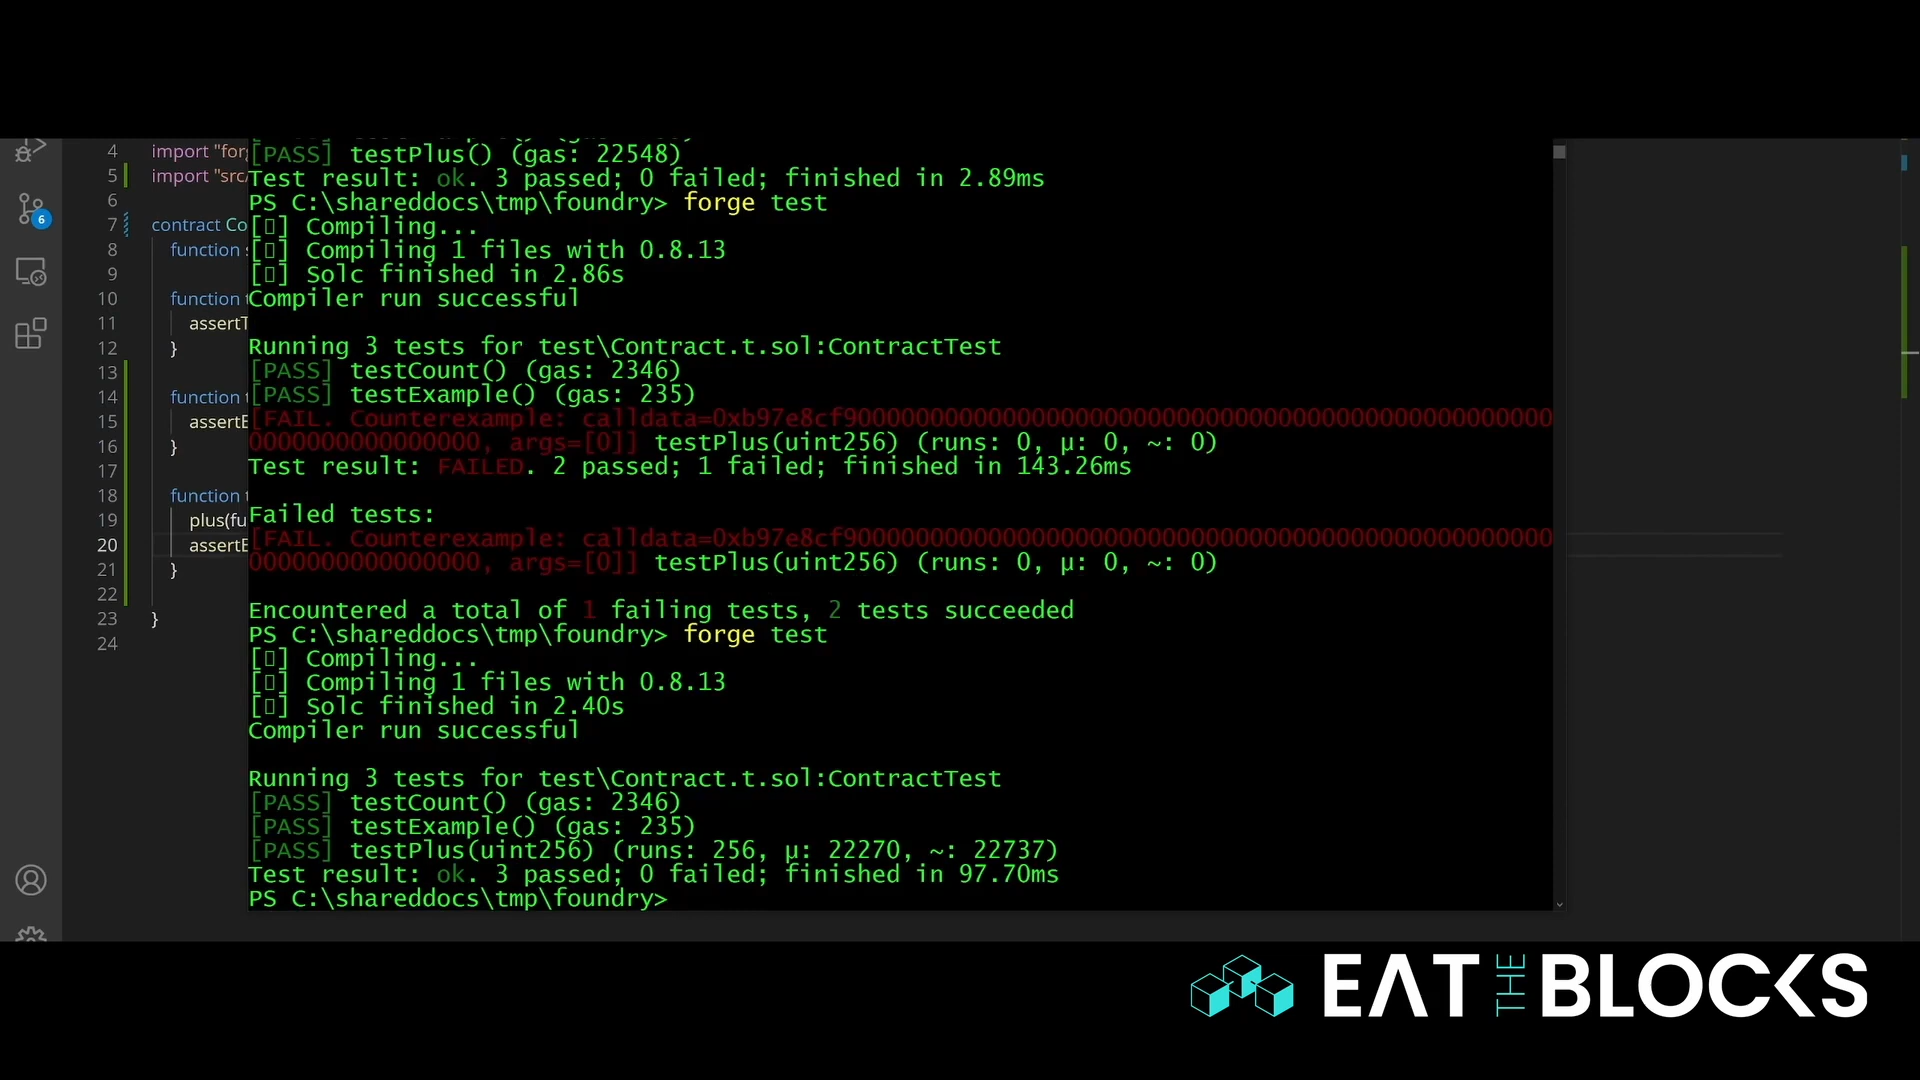 4 import "for
5 import "src/
6
7 contract Co
8 function s
9
10 function t
11 assertT
12 }
13
14 function t
15 assertE
16 }
17
18 function t
19 plus(fu
20 assertE
21 }
22
23 }
24
6
[PASS] testPlus() (gas: 22548)
Test result: ok. 3 passed; 0 failed; finished in 2.89ms
PS C:\shareddocs\tmp\foundry> forge test
[▯] Compiling...
[▯] Compiling 1 files with 0.8.13
[▯] Solc finished in 2.86s
Compiler run successful
Running 3 tests for test\Contract.t.sol:ContractTest
[PASS] testCount() (gas: 2346)
[PASS] testExample() (gas: 235)
[FAIL. Counterexample: calldata=0xb97e8cf9000000000000000000000000000000000000000000000000
0000000000000000, args=[0]] testPlus(uint256) (runs: 0, μ: 0, ~: 0)
Test result: FAILED. 2 passed; 1 failed; finished in 143.26ms
Failed tests:
[FAIL. Counterexample: calldata=0xb97e8cf9000000000000000000000000000000000000000000000000
0000000000000000, args=[0]] testPlus(uint256) (runs: 0, μ: 0, ~: 0)
Encountered a total of 1 failing tests, 2 tests succeeded
PS C:\shareddocs\tmp\foundry> forge test
[▯] Compiling...
[▯] Compiling 1 files with 0.8.13
[▯] Solc finished in 2.40s
Compiler run successful
Running 3 tests for test\Contract.t.sol:ContractTest
[PASS] testCount() (gas: 2346)
[PASS] testExample() (gas: 235)
[PASS] testPlus(uint256) (runs: 256, μ: 22270, ~: 22737)
Test result: ok. 3 passed; 0 failed; finished in 97.70ms
PS C:\shareddocs\tmp\foundry>
EAT THE BLOCKS